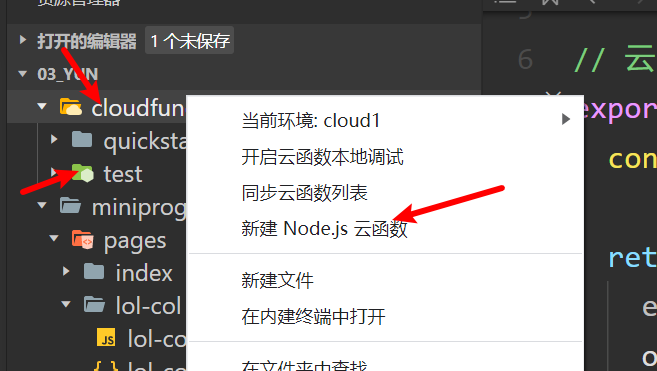 资源管理器
打开的编辑器 1 个未保存
03_YUN
cloudfun
quicksta
test
miniprog
pages
index
lol-col
JS lol-co
{ } lol-co
当前环境: cloud1
开启云函数本地调试
同步云函数列表
新建 Node.js 云函数
新建文件
在内建终端中打开
在文件夹中查找
5
6 // 云
expor
con
ret
e
o